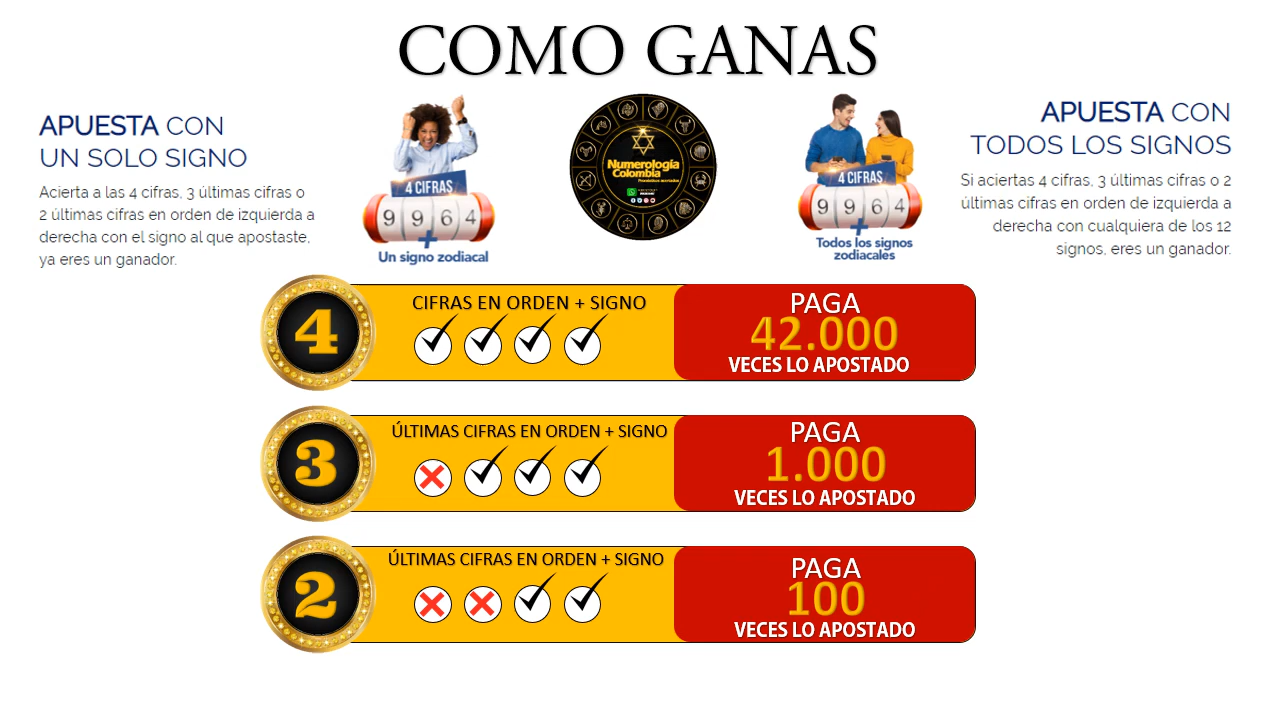 COMO GANAS
APUESTA CON
UN SOLO SIGNO
Acierta a las 4 cifras, 3 últimas cifras o
2 últimas cifras en orden de izquierda a
derecha con el signo al que apostaste,
ya eres un ganador.
4 CIFRAS
9 9 6 4
+
Un signo zodiacal
Numerología
Colombia
4 CIFRAS
9 9 6 4
+
Todos los signos
zodiacales
APUESTA CON
TODOS LOS SIGNOS
Si aciertas 4 cifras, 3 últimas cifras o 2
últimas cifras en orden de izquierda a
derecha con cualquiera de los 12
signos, eres un ganador.
4
CIFRAS EN ORDEN + SIGNO
PAGA
42.000
VECES LO APOSTADO
3
ÚLTIMAS CIFRAS EN ORDEN + SIGNO
PAGA
1.000
VECES LO APOSTADO
2
ÚLTIMAS CIFRAS EN ORDEN + SIGNO
PAGA
100
VECES LO APOSTADO